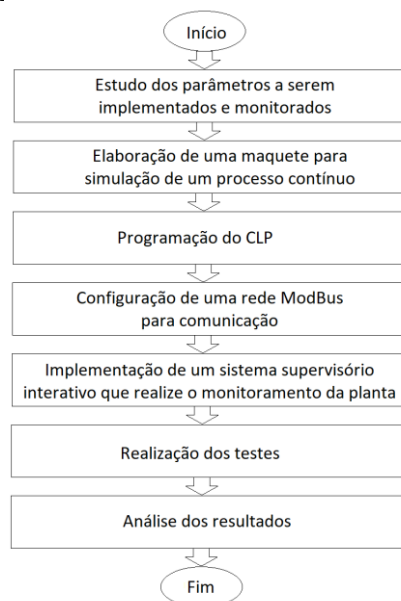 Início
Estudo dos parâmetros a serem
implementados e monitorados
Elaboração de uma maquete para
simulação de um processo contínuo
Programação do CLP
Configuração de uma rede ModBus
para comunicação
Implementação de um sistema supervisório
interativo que realize o monitoramento da planta
Realização dos testes
Análise dos resultados
Fim